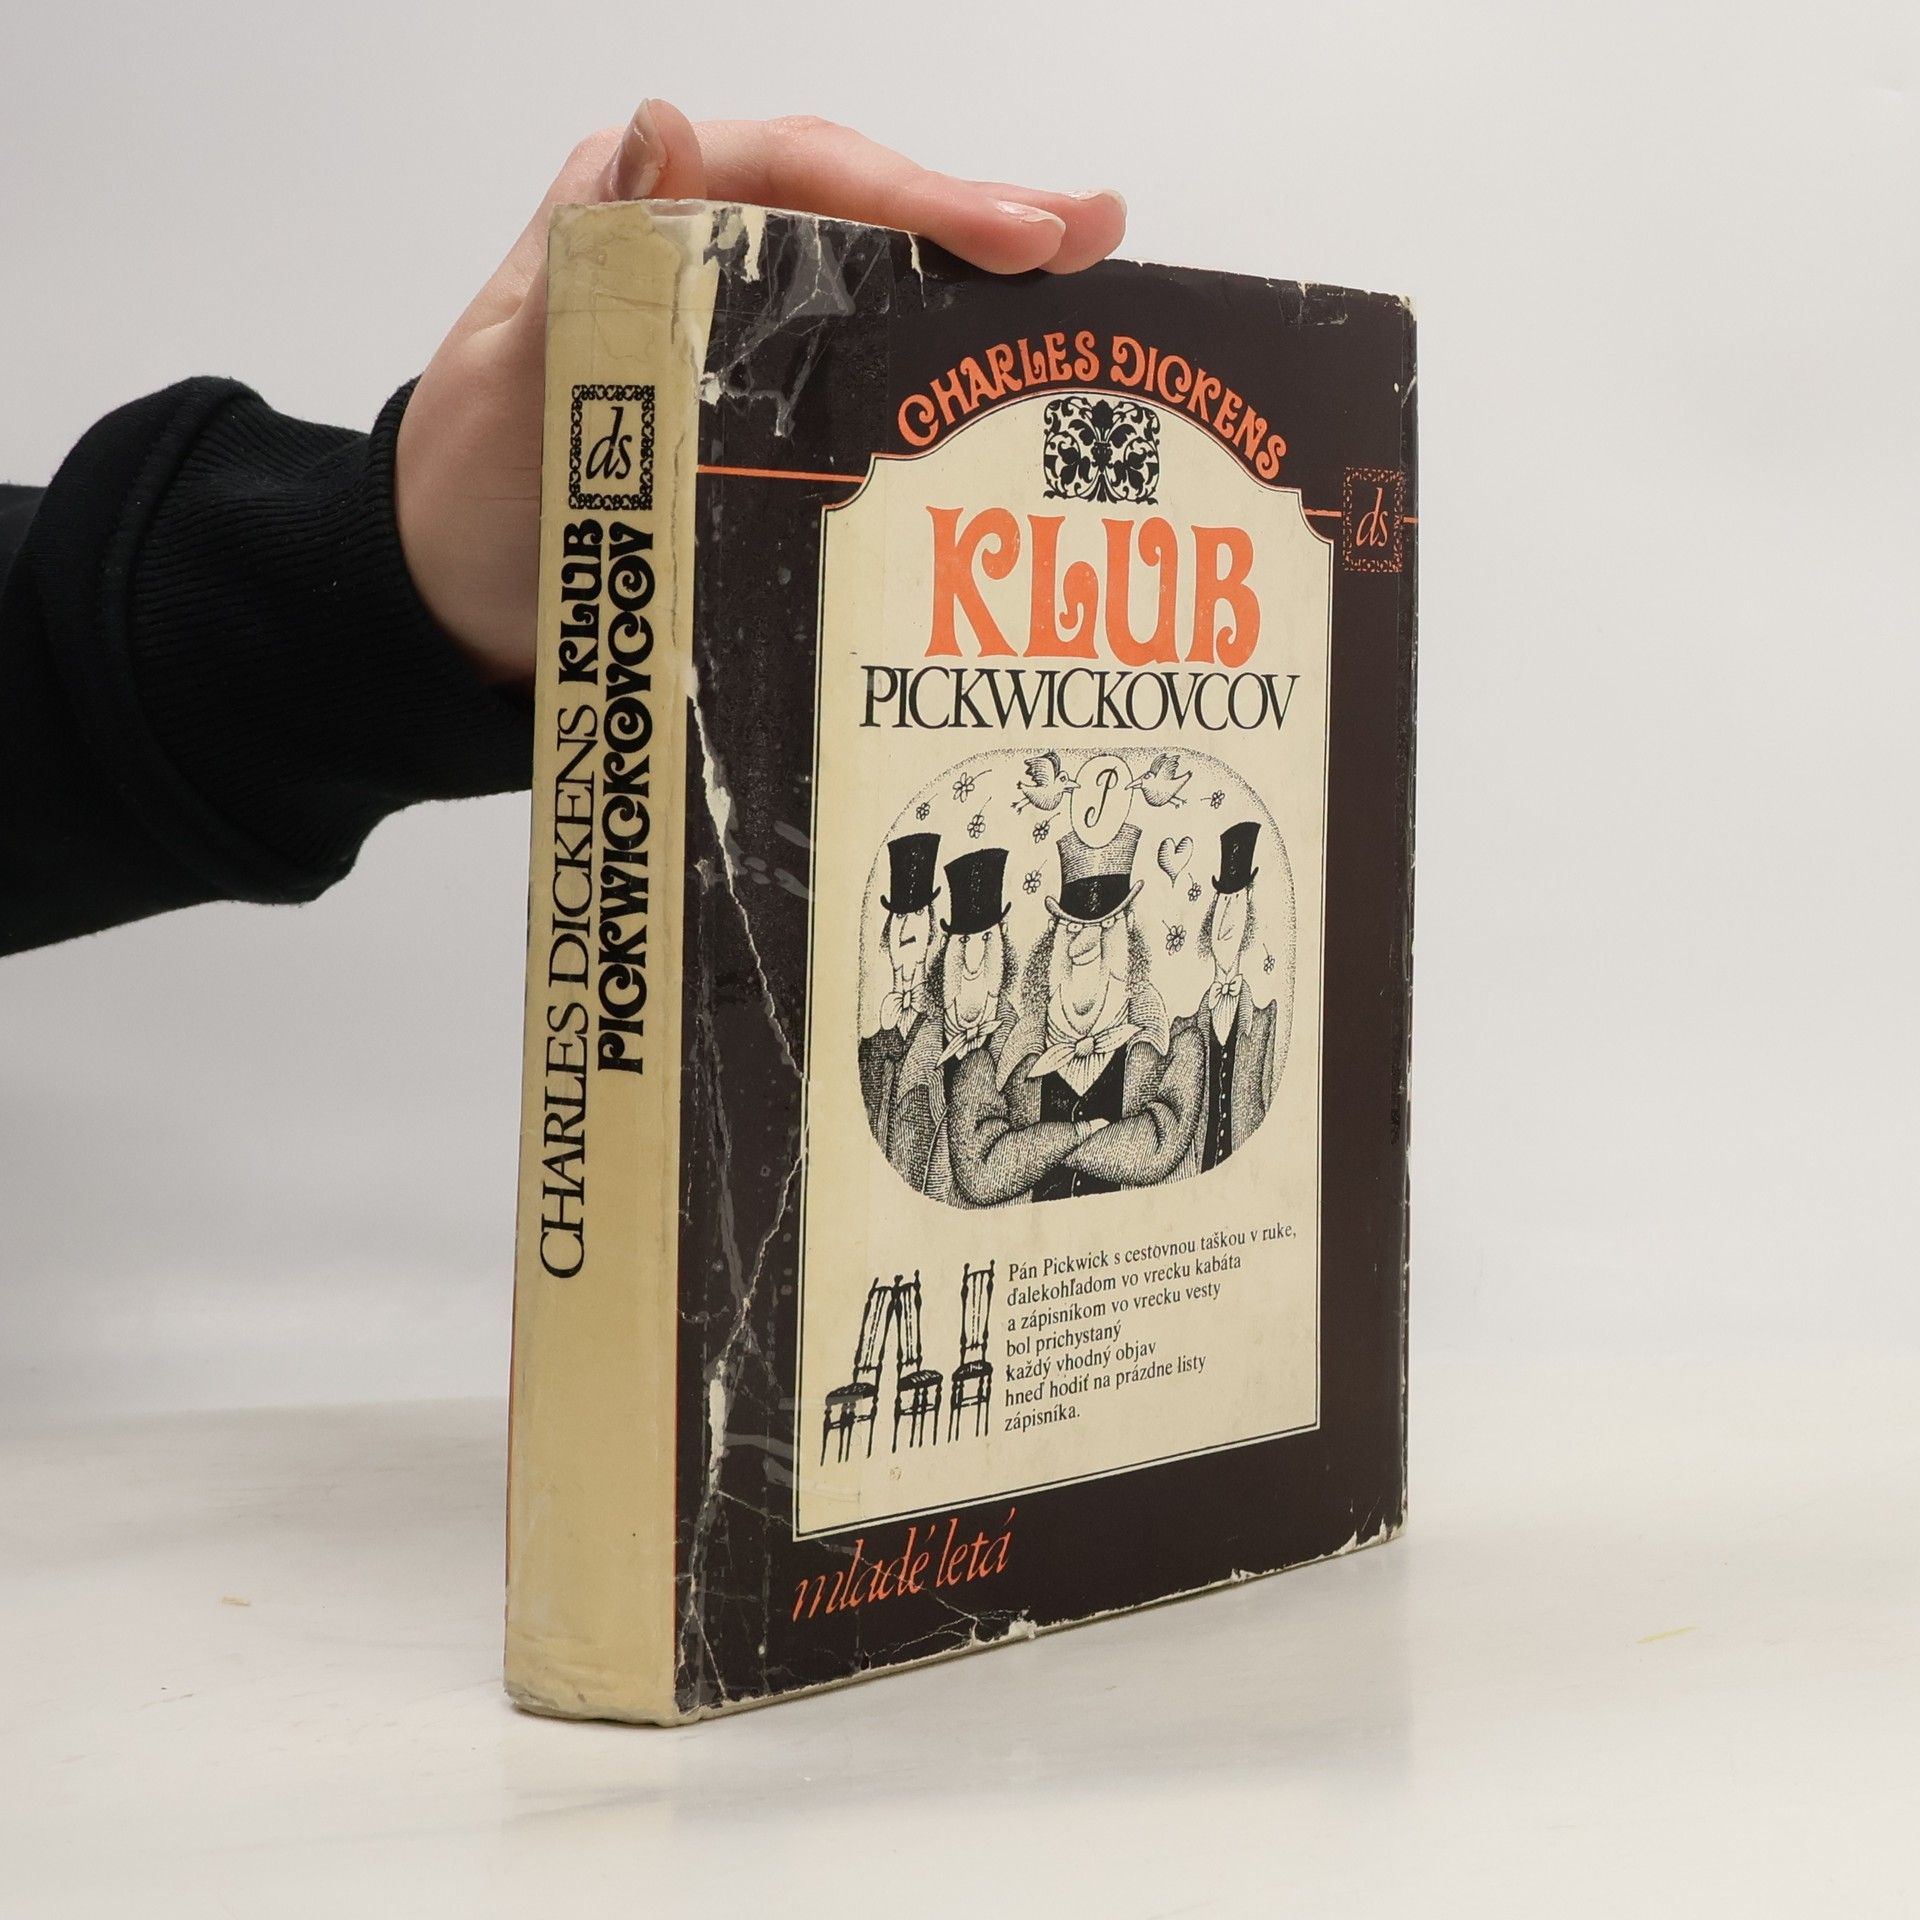 ds
CHARLES DICKENS KLUB
PICKWICKOVCOV
CHARLES DICKENS
ds
KLUB
PICKWICKOVCOV
P
Pán Pickwick s cestovnou taškou v ruke,
ďalekohľadom vo vrecku kabáta
a zápisníkom vo vrecku vesty
bol prichystaný
každý vhodný objav
hneď hodiť na prázdne listy
zápisníka.
mladé letá